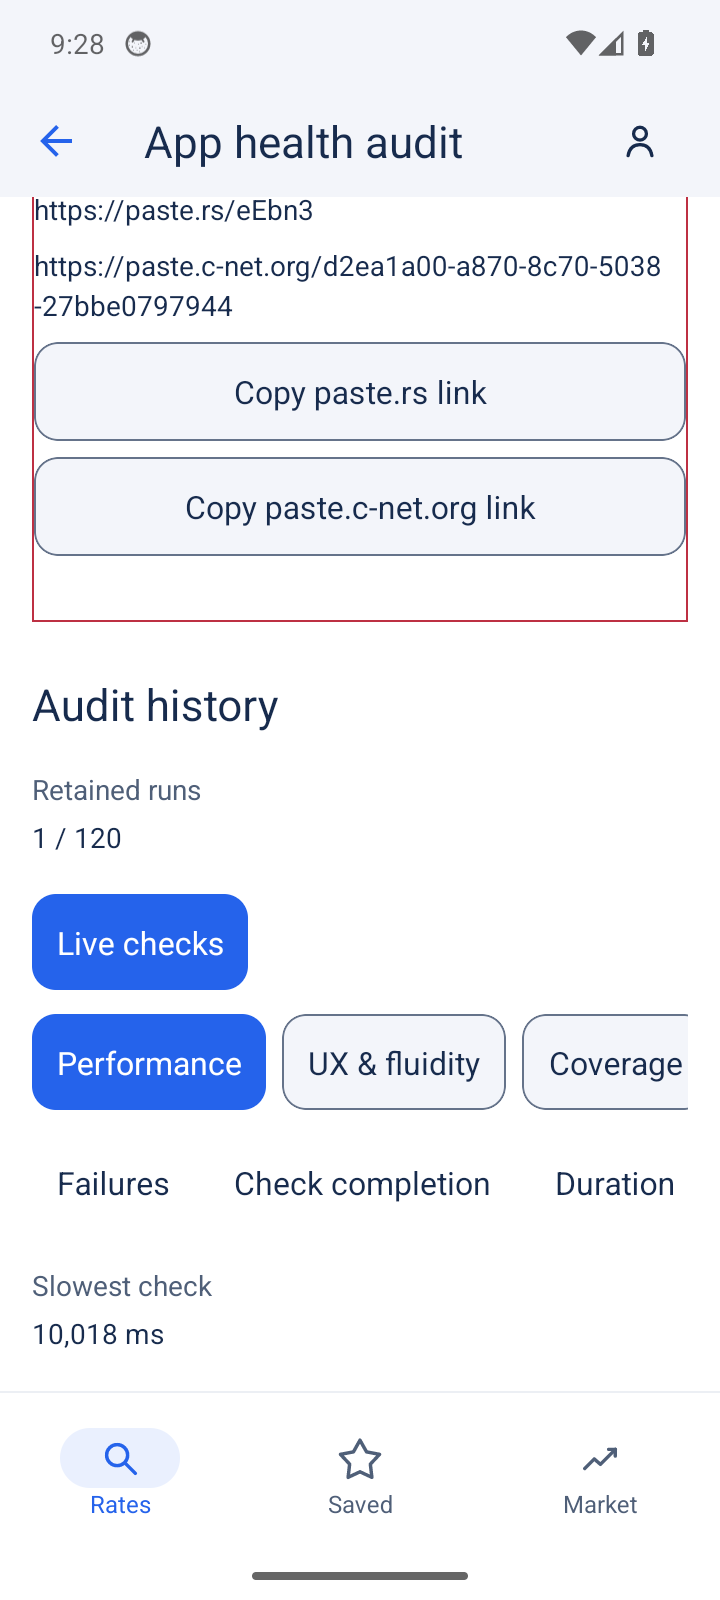 9:28
App health audit
https://paste.rs/eEbn3
https://paste.c-net.org/d2ea1a00-a870-8c70-5038
-27bbe0797944
Copy paste.rs link
Copy paste.c-net.org link
Audit history
Retained runs
1 / 120
Live checks
Performance
UX & fluidity
Coverage
Failures
Check completion
Duration
Slowest check
10,018 ms
Rates
Saved
Market